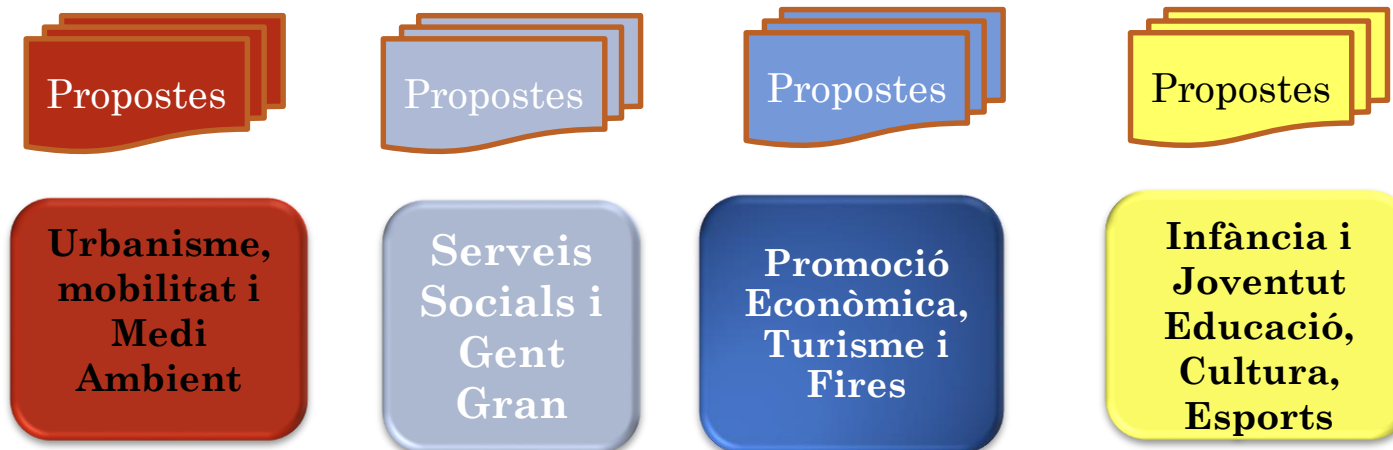 Propostes
Propostes
Propostes
Propostes
Urbanisme,
mobilitat i
Medi
Ambient
Serveis
Socials i
Gent
Gran
Promoció
Econòmica,
Turisme i
Fires
Infància i
Joventut
Educació,
Cultura,
Esports